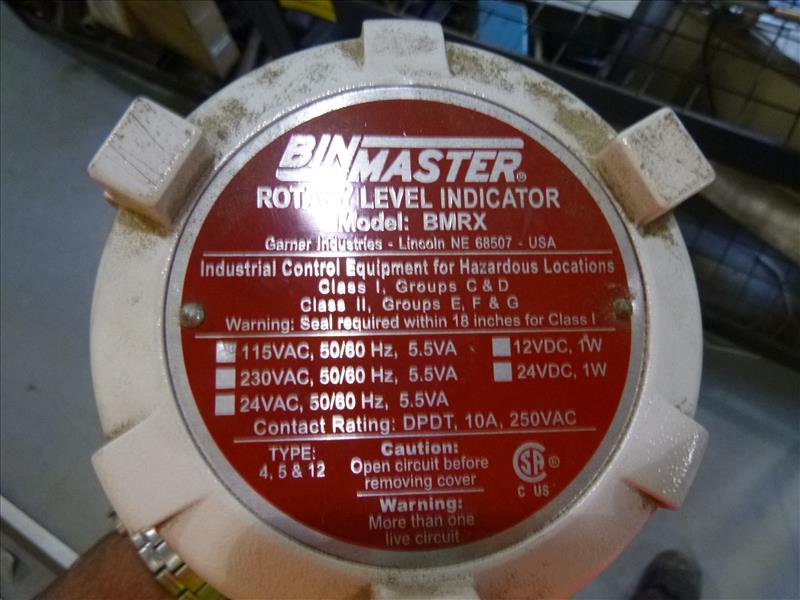 BINMASTER®
ROTARY LEVEL INDICATOR
Model: BMRX
Garner Industries - Lincoln NE 68507 - USA
Industrial Control Equipment for Hazardous Locations
Class I, Groups C & D
Class II, Groups E, F & G
Warning: Seal required within 18 inches for Class I
115VAC, 50/60 Hz, 5.5VA
12VDC, 1W
230VAC, 50/60 Hz, 5.5VA
24VDC, 1W
24VAC, 50/60 Hz, 5.5VA
Contact Rating: DPDT, 10A, 250VAC
TYPE:
4, 5 & 12
Caution:
Open circuit before
removing cover
SA®
C US
Warning:
More than one
live circuit